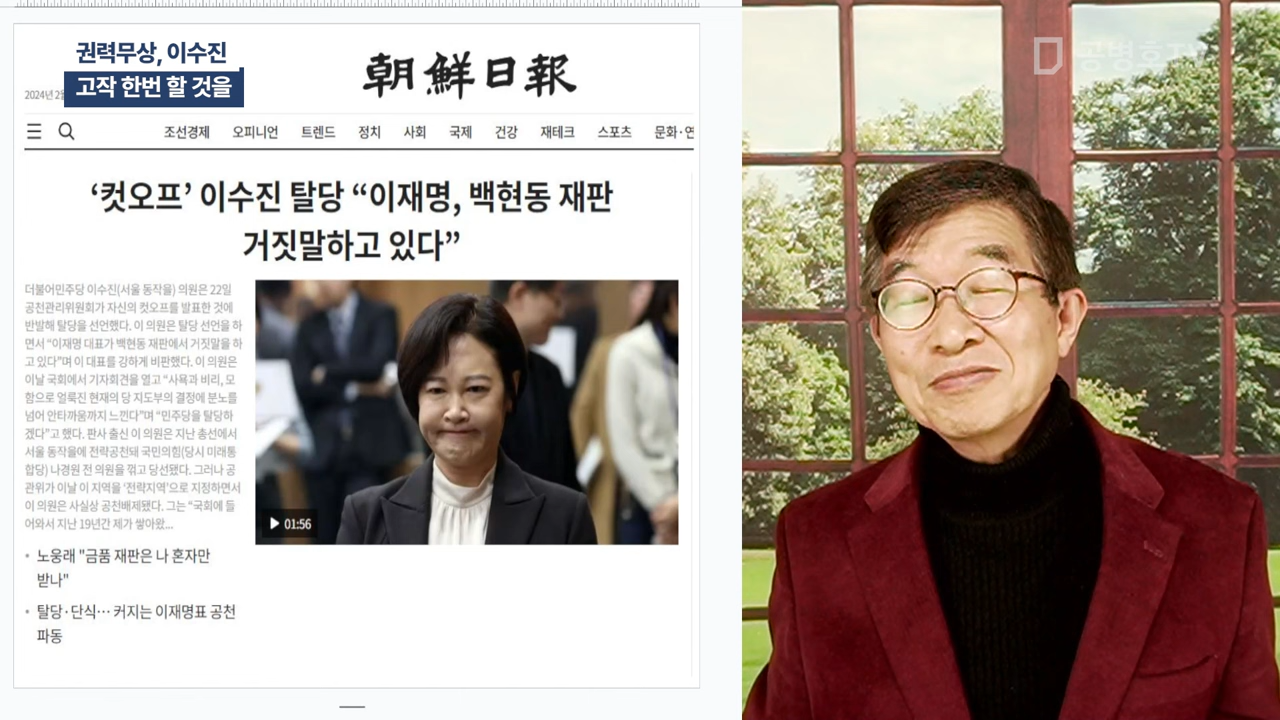 권력무상, 이수진
고작 한번 할 것을
2024년 2월
朝鮮日報
조선경제 오피니언 트렌드 정치 사회 국제 건강 재테크 스포츠 문화·연
‘컷오프’ 이수진 탈당 “이재명, 백현동 재판
거짓말하고 있다”
더불어민주당 이수진(서울 동작을) 의원은 22일
공천관리위원회가 자신의 컷오프를 발표한 것에
반발해 탈당을 선언했다. 이 의원은 탈당 선언을 하
면서 “이재명 대표가 백현동 재판에서 거짓말을 하
고 있다”며 이 대표를 강하게 비판했다. 이 의원은
이날 국회에서 기자회견을 열고 “사욕과 비리, 모
함으로 얼룩진 현재의 당 지도부의 결정에 분노를
넘어 안타까움까지 느낀다”며 “민주당을 탈당하
겠다”고 했다. 판사 출신 이 의원은 지난 총선에서
서울 동작을에 전략공천돼 국민의힘(당시 미래통
합당) 나경원 전 의원을 꺾고 당선됐다. 그러나 공
관위가 이날 이 지역을 ‘전략지역’으로 지정하면서
이 의원은 사실상 공천배제됐다. 그는 “국회에 들
어와서 지난 19년간 제가 쌓아왔...
01:56
• 노웅래 "금품 재판은 나 혼자만
받나"
• 탈당·단식… 커지는 이재명표 공천
파동
공병호TV